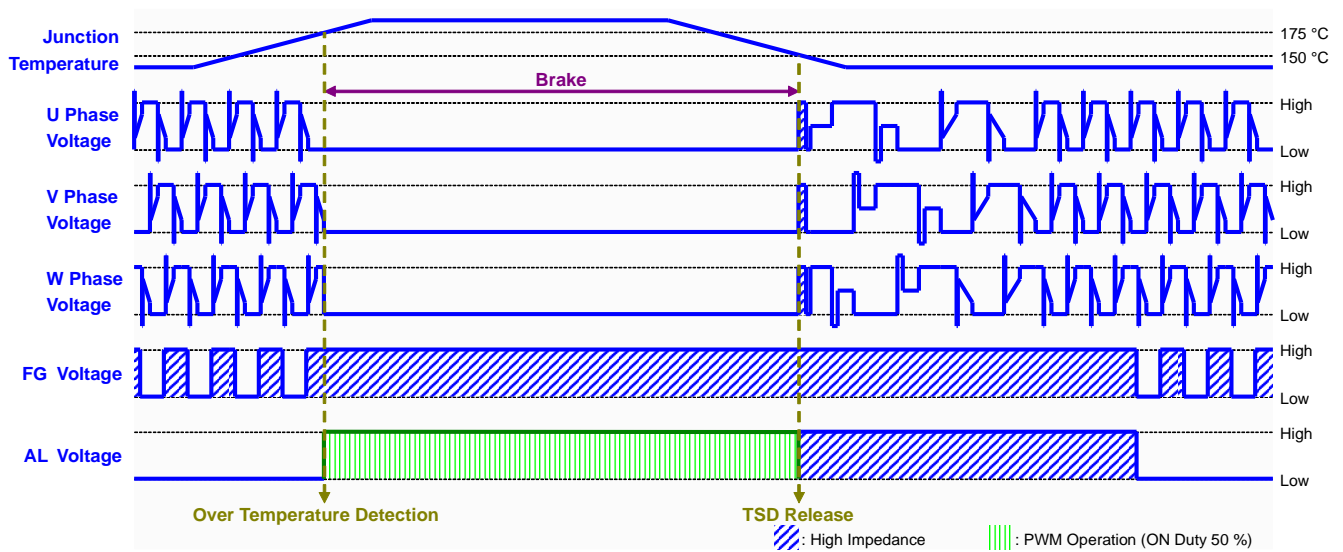 Junction
Temperature
175 °C
150 °C
Brake
U Phase
Voltage
High
Low
V Phase
Voltage
High
Low
W Phase
Voltage
High
Low
FG Voltage
High
Low
AL Voltage
High
Low
Over Temperature Detection
TSD Release
: High Impedance
: PWM Operation (ON Duty 50 %)